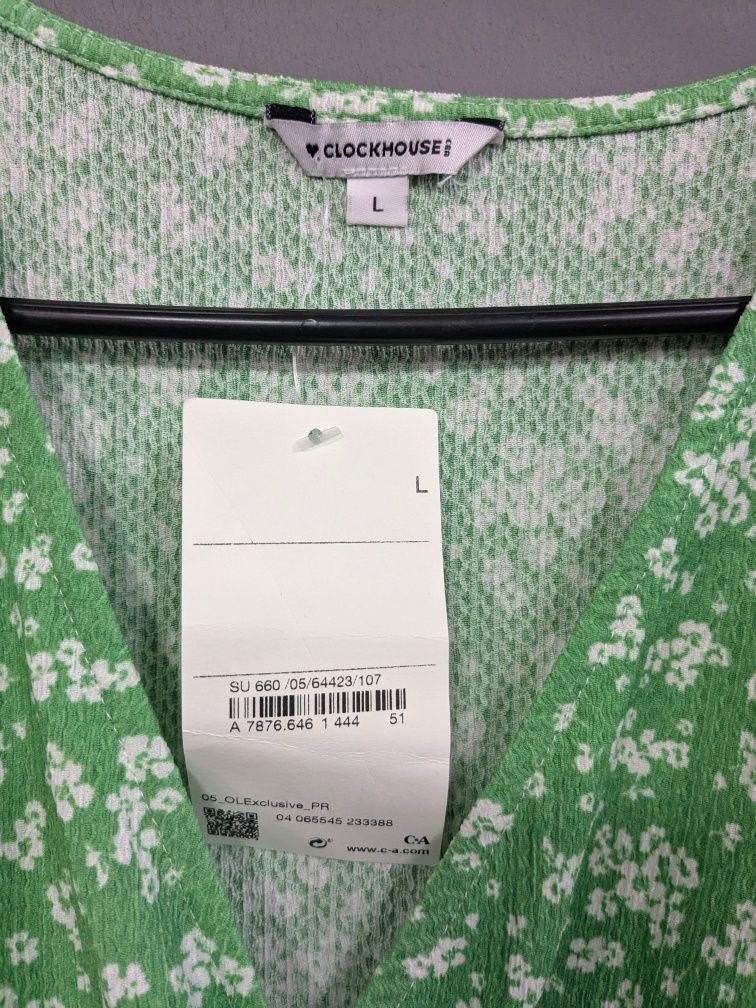 CLOCKHOUSE C&A
L
L
SU 660 /05/64423/107
A 7876.646 1 444 51
05_OLExclusive_PR
04 065545 233388
C&A
www.c-a.com